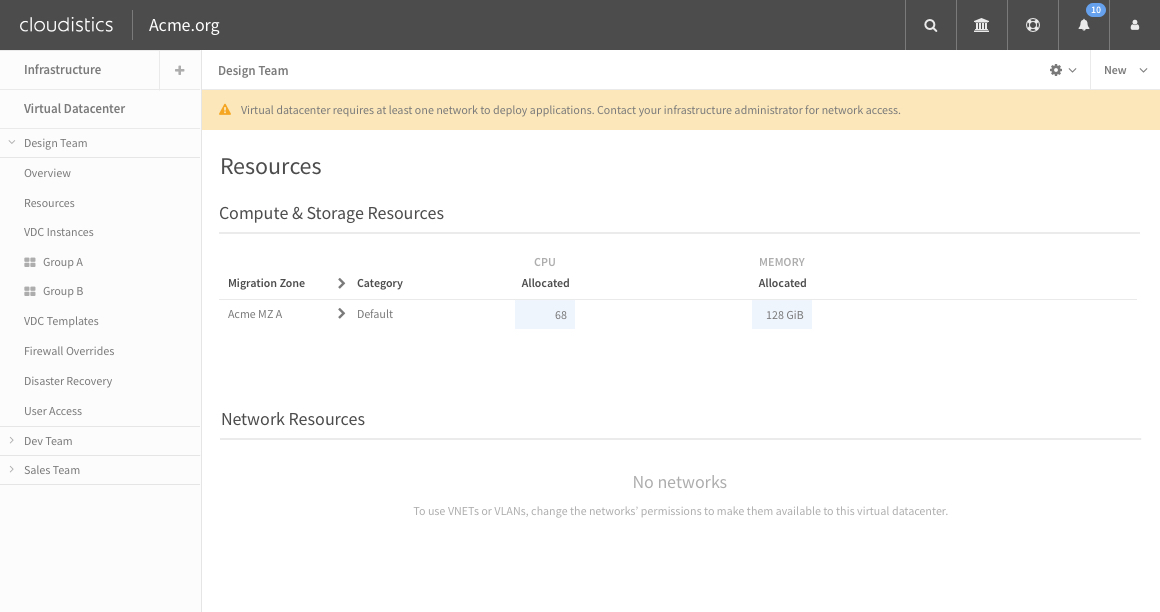 cloudistics
Acme.org
10
Infrastructure
Virtual Datacenter
Design Team
Overview
Resources
VDC Instances
Group A
Group B
VDC Templates
Firewall Overrides
Disaster Recovery
User Access
Dev Team
Sales Team
Design Team
New
Virtual datacenter requires at least one network to deploy applications. Contact your infrastructure administrator for network access.
Resources
Compute & Storage Resources
CPU MEMORY
Migration Zone Category Allocated Allocated
Acme MZ A Default 68 128 GiB
Network Resources
No networks
To use VNETs or VLANs, change the networks' permissions to make them available to this virtual datacenter.